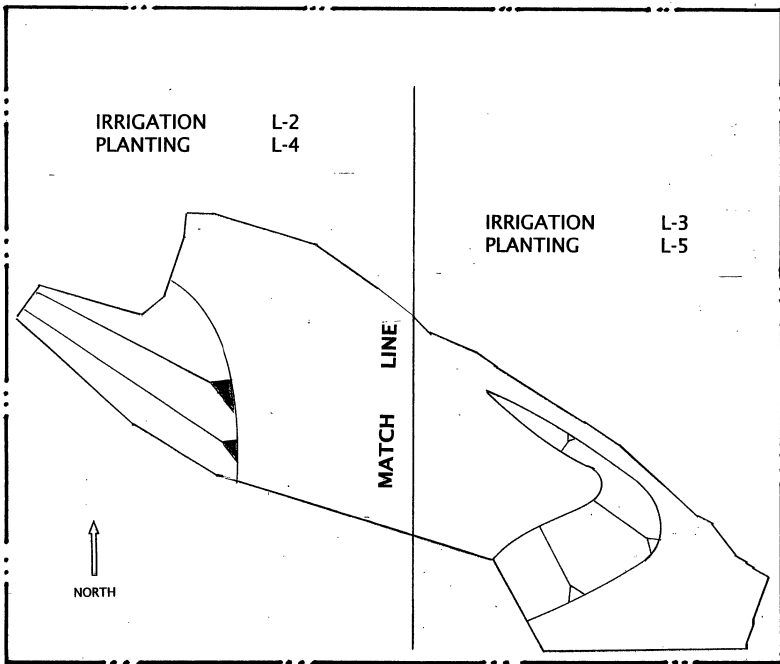 IRRIGATION L-2
PLANTING L-4
IRRIGATION L-3
PLANTING L-5
MATCH LINE
NORTH